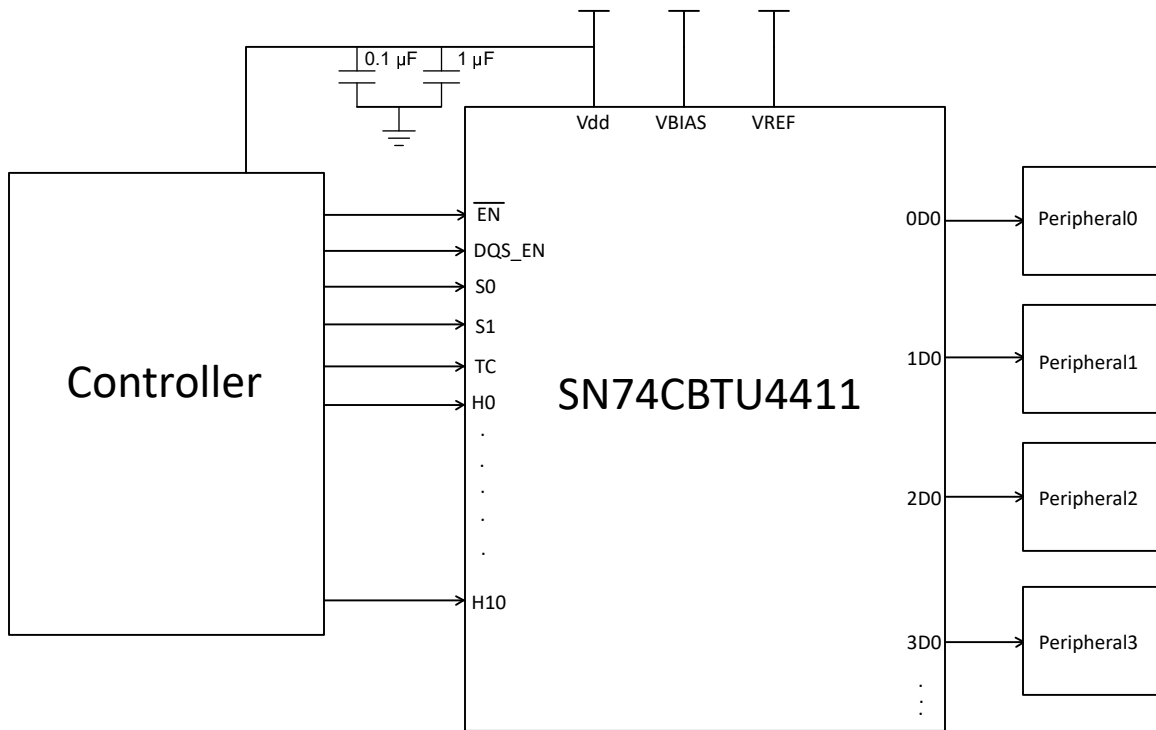 0.1 µF
1 µF
Vdd
VBIAS
VREF
Controller
EN
DQS_EN
S0
S1
TC
H0
.
.
.
.
.
H10
SN74CBTU4411
0D0
1D0
2D0
3D0
.
.
.
Peripheral0
Peripheral1
Peripheral2
Peripheral3